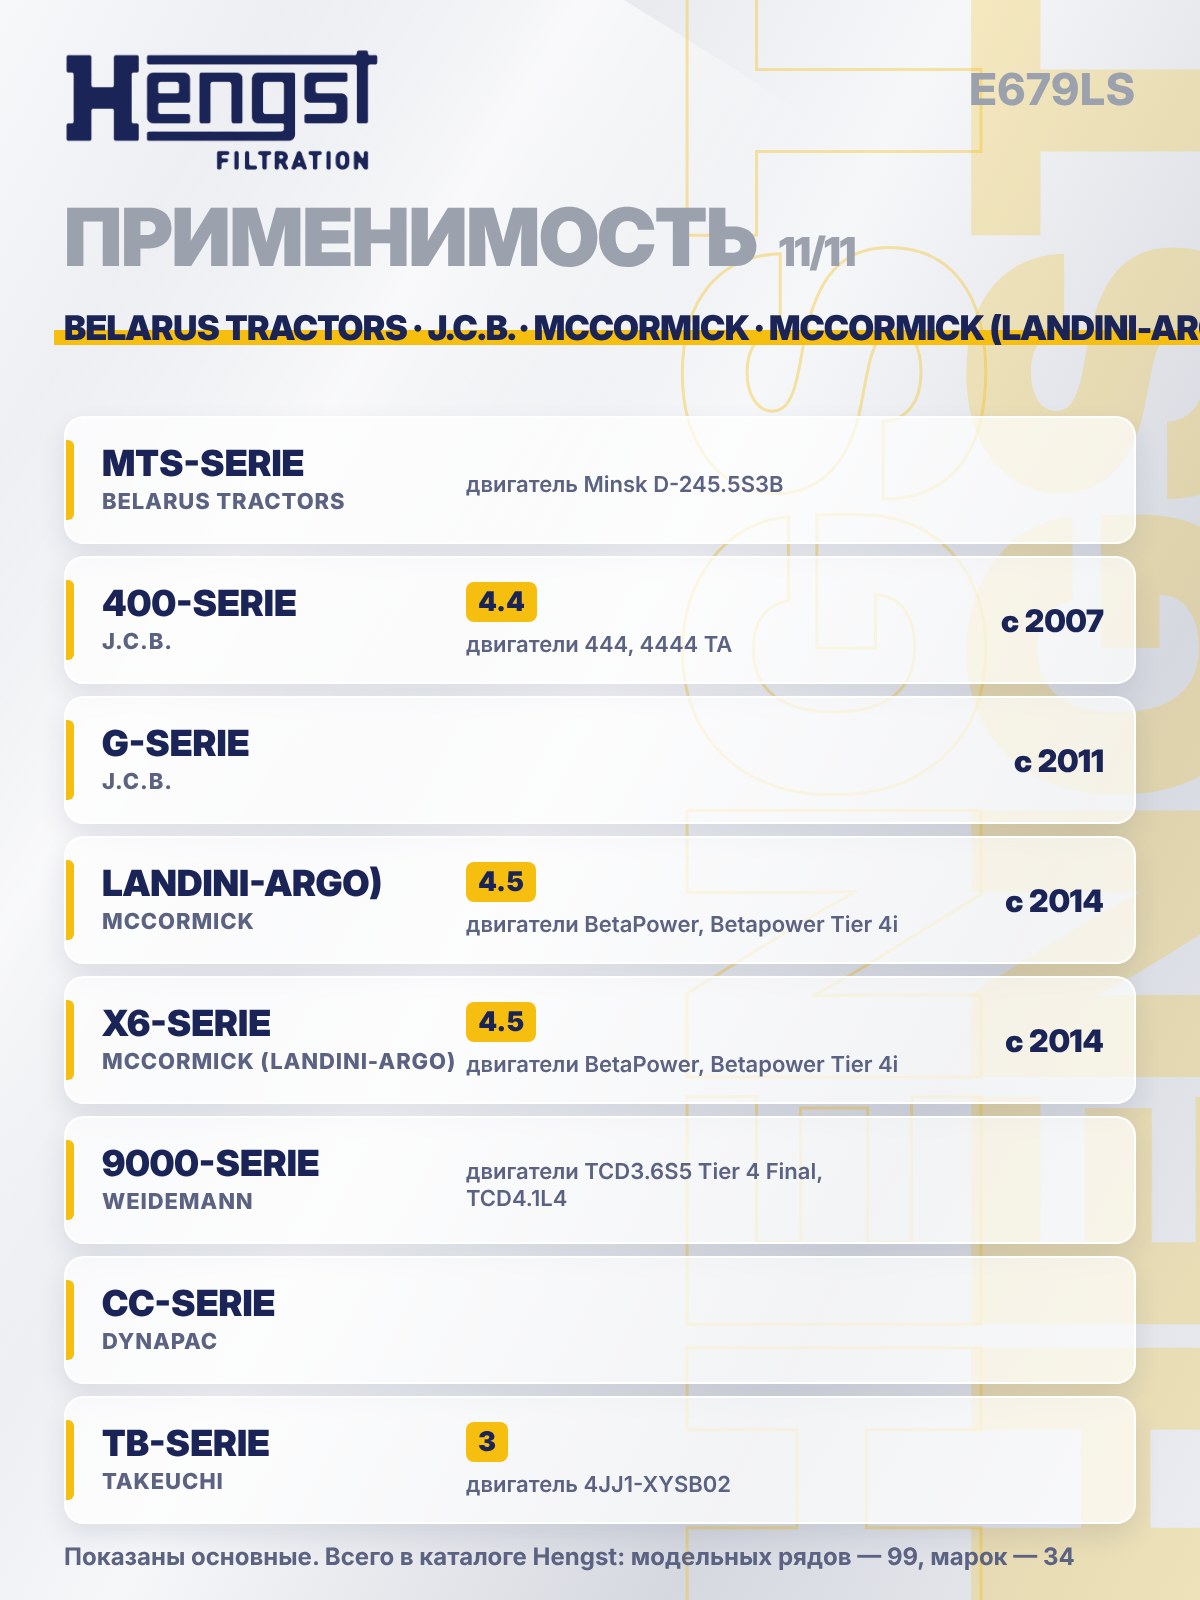 Hengst
FILTRATION
E679LS
ПРИМЕНИМОСТЬ 11/11
BELARUS TRACTORS · J.C.B. · MCCORMICK · MCCORMICK (LANDINI-AR
MTS-SERIE
BELARUS TRACTORS
двигатель Minsk D-245.5S3B
400-SERIE
J.C.B.
4.4
двигатели 444, 4444 TA
с 2007
G-SERIE
J.C.B.
с 2011
LANDINI-ARGO)
MCCORMICK
4.5
двигатели BetaPower, Betapower Tier 4i
с 2014
X6-SERIE
MCCORMICK (LANDINI-ARGO)
4.5
двигатели BetaPower, Betapower Tier 4i
с 2014
9000-SERIE
WEIDEMANN
двигатели TCD3.6S5 Tier 4 Final,
TCD4.1L4
CC-SERIE
DYNAPAC
TB-SERIE
TAKEUCHI
3
двигатель 4JJ1-XYSB02
Показаны основные. Всего в каталоге Hengst: модельных рядов — 99, марок — 34